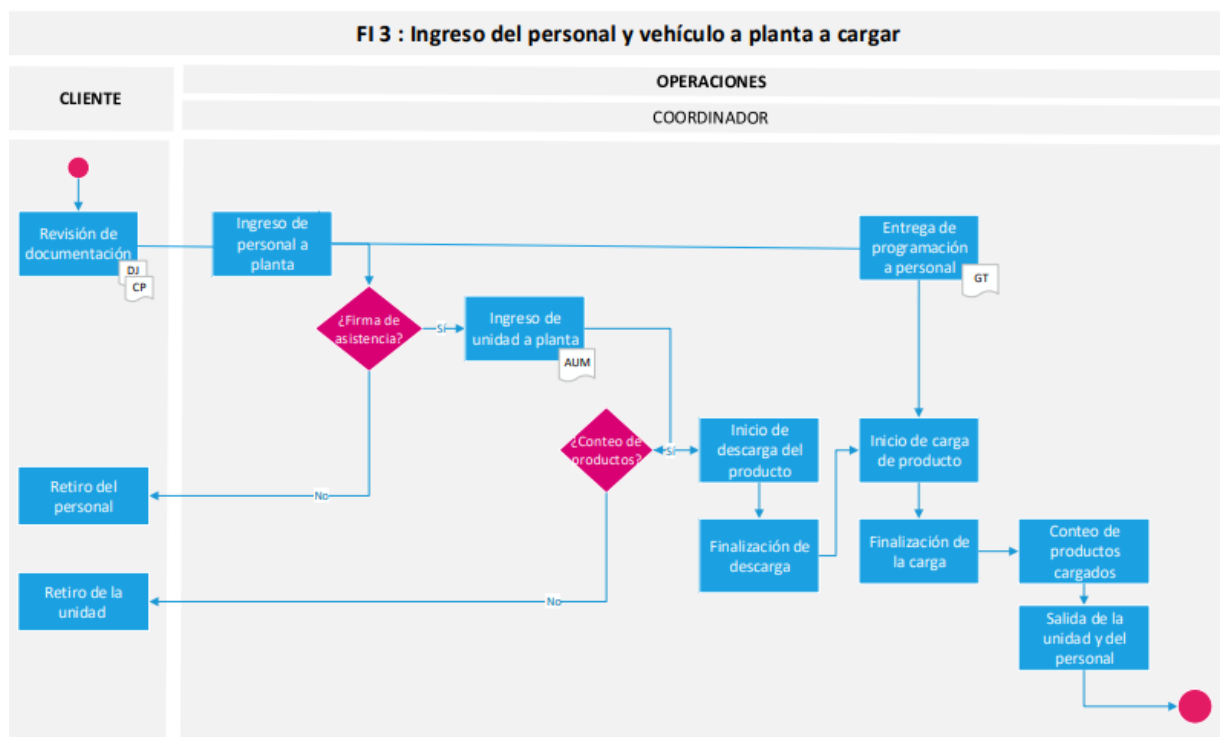 FI 3 : Ingreso del personal y vehículo a planta a cargar
CLIENTE
OPERACIONES
COORDINADOR
Revisión de
documentación
DJ
CP
Ingreso de
personal a
planta
Entrega de
programación
a personal
GT
¿Firma de
asistencia?
Sí
Ingreso de
unidad a planta
AUM
¿Conteo de
productos?
Sí
Inicio de
descarga del
producto
Inicio de carga
de producto
Retiro del
personal
No
Finalización de
descarga
Finalización de
la carga
Conteo de
productos
cargados
Retiro de la
unidad
No
Salida de la
unidad y del
personal